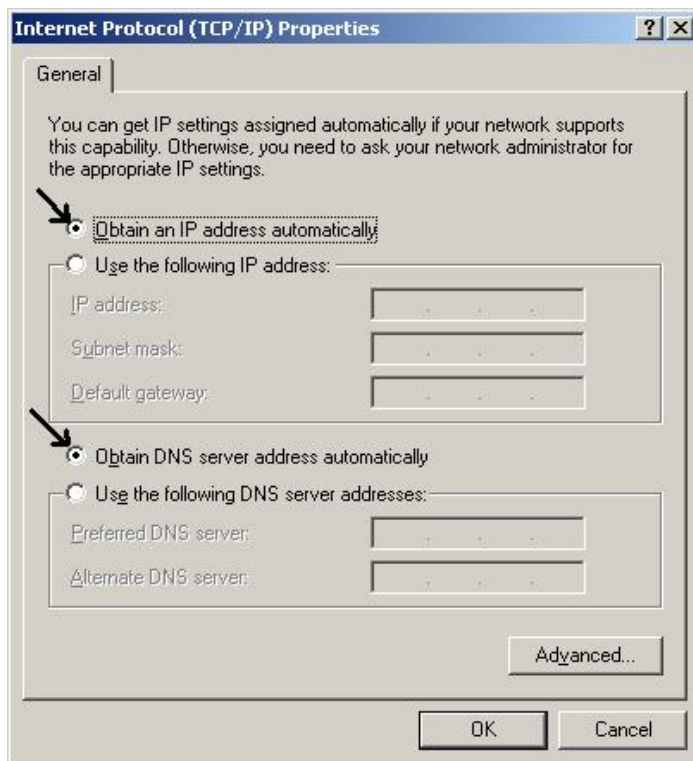 Internet Protocol (TCP/IP) Properties
General
You can get IP settings assigned automatically if your network supports
this capability. Otherwise, you need to ask your network administrator for
the appropriate IP settings.
Obtain an IP address automatically
Use the following IP address:
IP address:
Subnet mask:
Default gateway:
Obtain DNS server address automatically
Use the following DNS server addresses:
Preferred DNS server:
Alternate DNS server:
Advanced...
OK Cancel